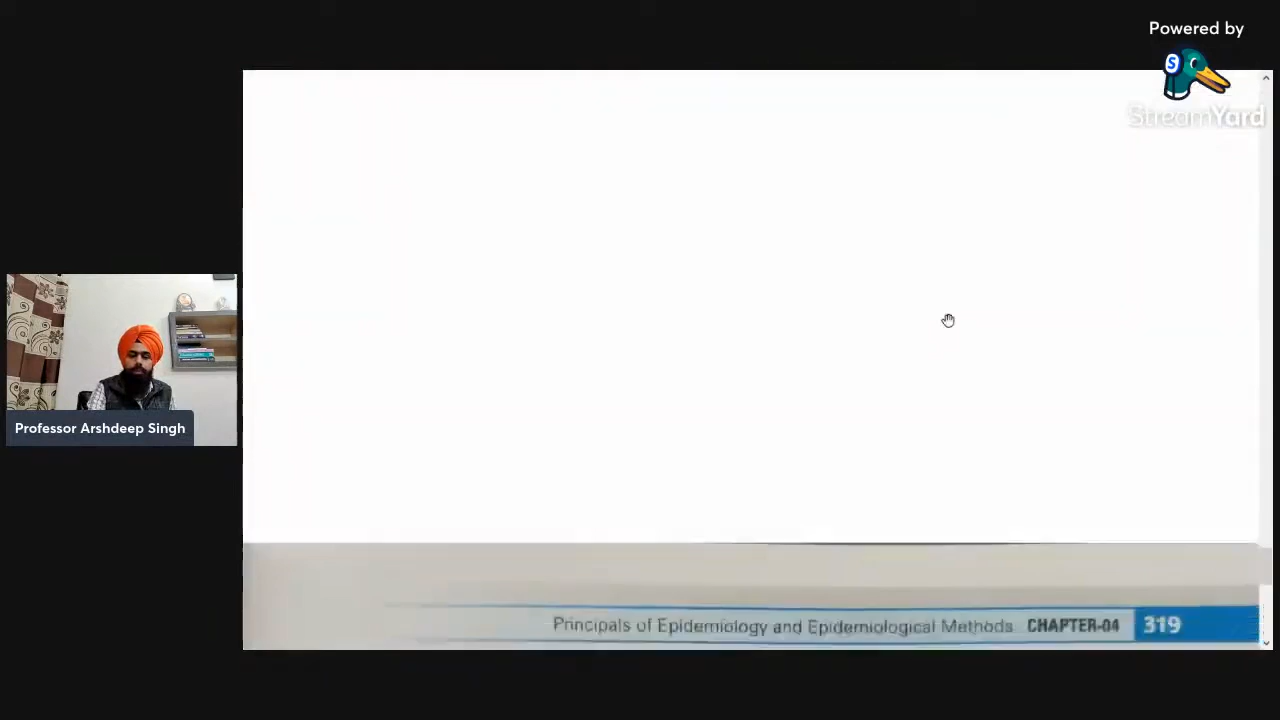 Powered by
S
StreamYard
Professor Arshdeep Singh
Principals of Epidemiology and Epidemiological Methods CHAPTER-04 319